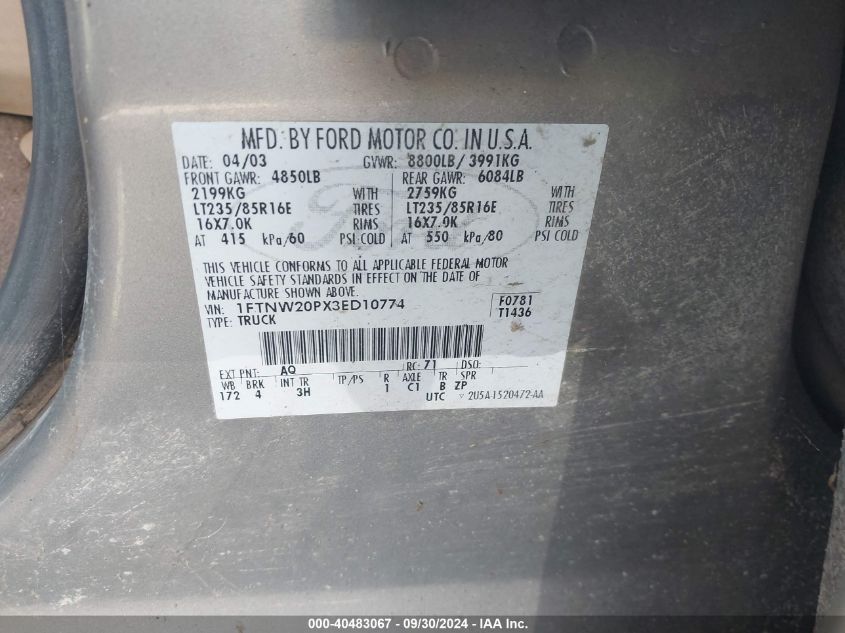 MFD. BY FORD MOTOR CO. IN U.S.A.
DATE: 04/03 GVWR: 8800LB/ 3991KG
FRONT GAWR: 4850LB REAR GAWR: 6084LB
2199KG WITH 2759KG WITH
LT235/85R16E TIRES LT235/85R16E TIRES
16X7.0K RIMS 16X7.0K RIMS
AT 415 kPa/60 PSI COLD AT 550 kPa/80 PSI COLD
THIS VEHICLE CONFORMS TO ALL APPLICABLE FEDERAL MOTOR
VEHICLE SAFETY STANDARDS IN EFFECT ON THE DATE OF
MANUFACTURE SHOWN ABOVE.
VIN: 1FTNW20PX3ED10774 F0781
TYPE: TRUCK T1436
EXT PNT: AQ RC: 71 DSO:
WB BRK INT TR TP/PS R AXLE TR SPR
172 4 3H 1 C1 B ZP
UTC ▽ 2U5A-1520472-AA
000-40483067 - 09/30/2024 - IAA Inc.